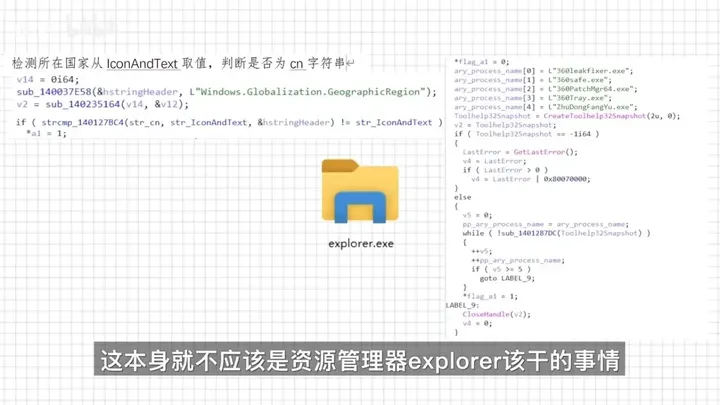 检测所在国家从 IconAndText 取值，判断是否为 cn 字符串↵
v14 = 0i64;
sub_140037E58(&hstringHeader, L"Windows.Globalization.GeographicRegion");
v2 = sub_140235164(v14, &v12);
if ( strcmp_140127BC4(str_cn, str_IconAndText, &hstringHeader) != str_IconAndText )
*a1 = 1;
explorer.exe
*flag_a1 = 0;
ary_process_name[0] = L"360leakfixer.exe";
ary_process_name[1] = L"360safe.exe";
ary_process_name[2] = L"360PatchMgr64.exe";
ary_process_name[3] = L"360Tray.exe";
ary_process_name[4] = L"ZhuDongFangYu.exe";
Toolhelp32Snapshot = CreateToolhelp32Snapshot(2u, 0);
v2 = Toolhelp32Snapshot;
if ( Toolhelp32Snapshot == -1i64 )
{
LastError = GetLastError();
v4 = LastError;
if ( LastError > 0 )
v4 = LastError | 0x80070000;
}
else
{
v5 = 0;
pp_ary_process_name = ary_process_name;
while ( !sub_1401287DC(Toolhelp32Snapshot) )
{
++v5;
++pp_ary_process_name;
if ( v5 >= 5 )
goto LABEL_9;
}
*flag_a1 = 1;
LABEL_9:
CloseHandle(v2);
v4 = 0;
}
这本身就不应该是资源管理器explorer该干的事情